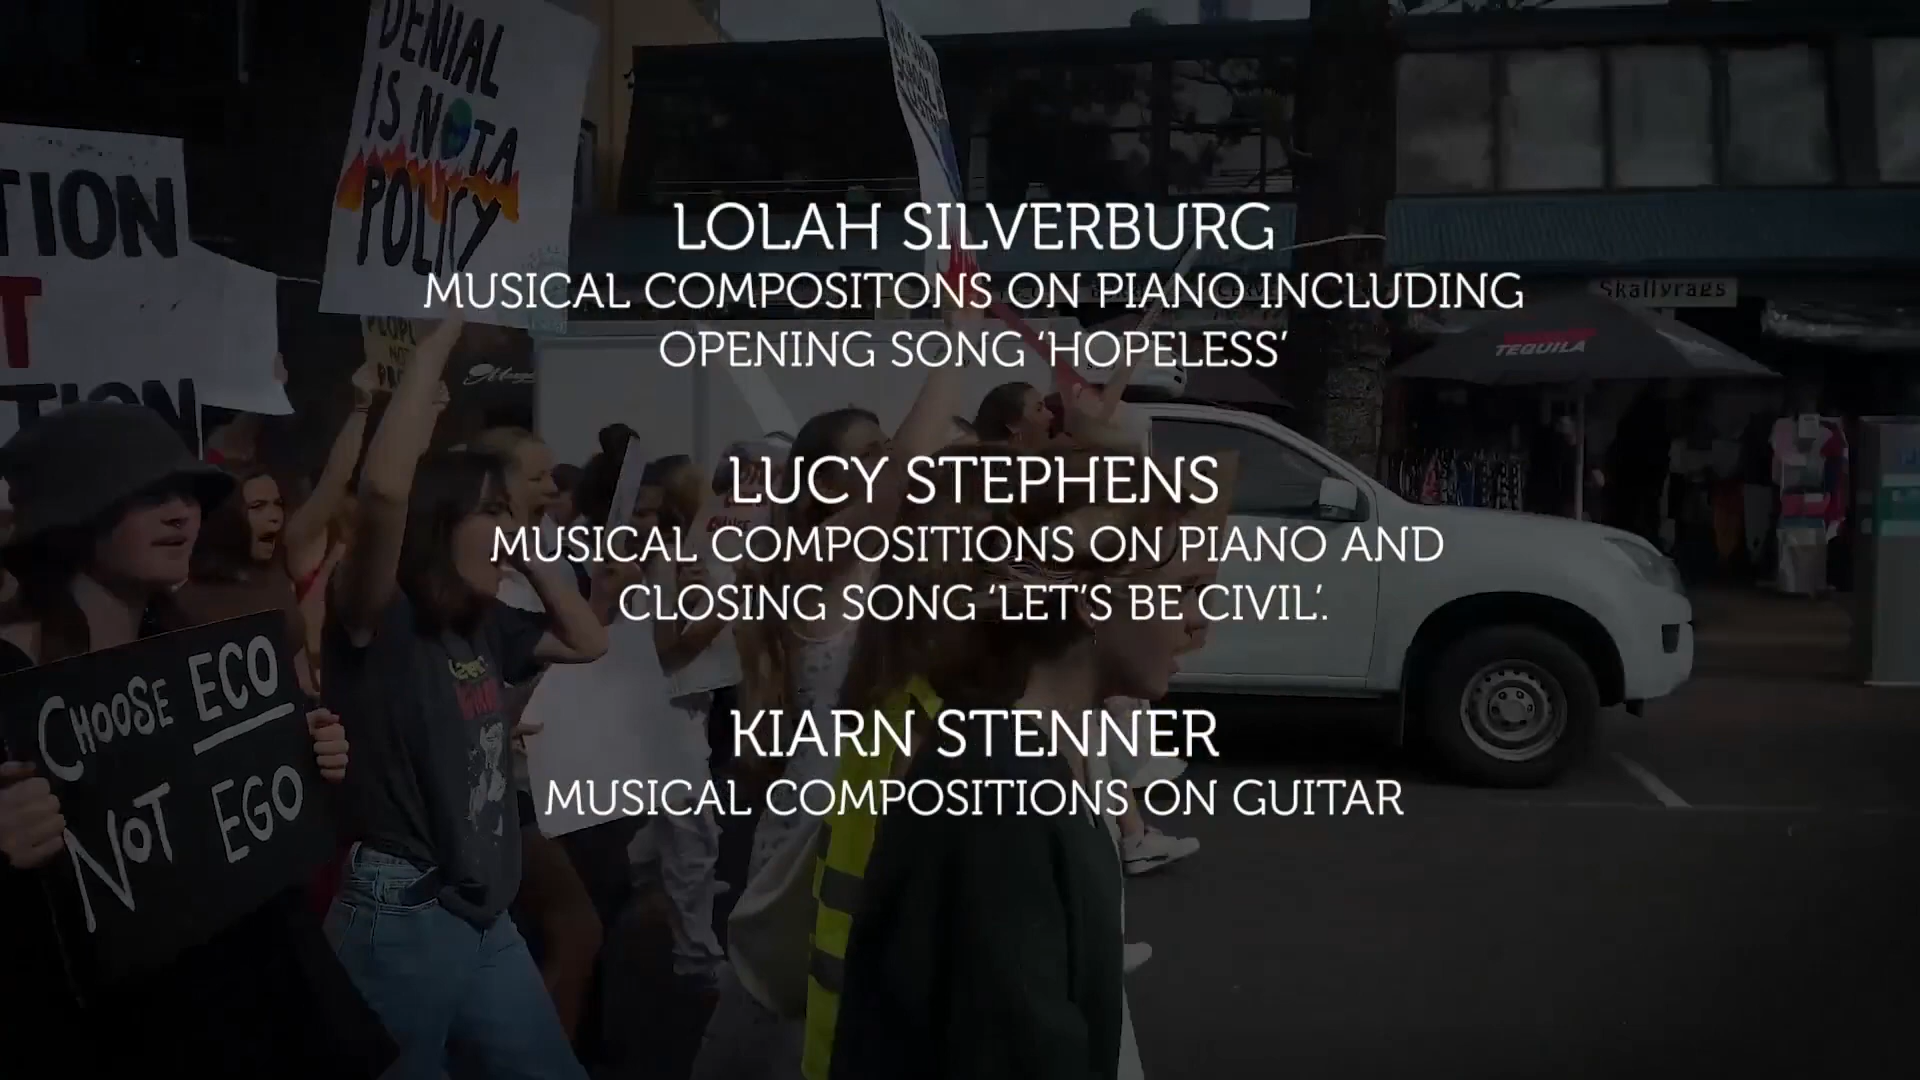 DENIAL
IS NOT A
POLICY
TION
T
TION
LOLAH SILVERBURG
MUSICAL COMPOSITONS ON PIANO INCLUDING
OPENING SONG ‘HOPELESS’
Skallyrags
TEQUILA
LUCY STEPHENS
MUSICAL COMPOSITIONS ON PIANO AND
CLOSING SONG ‘LET’S BE CIVIL’.
CHOOSE ECO
NOT EGO
KIARN STENNER
MUSICAL COMPOSITIONS ON GUITAR